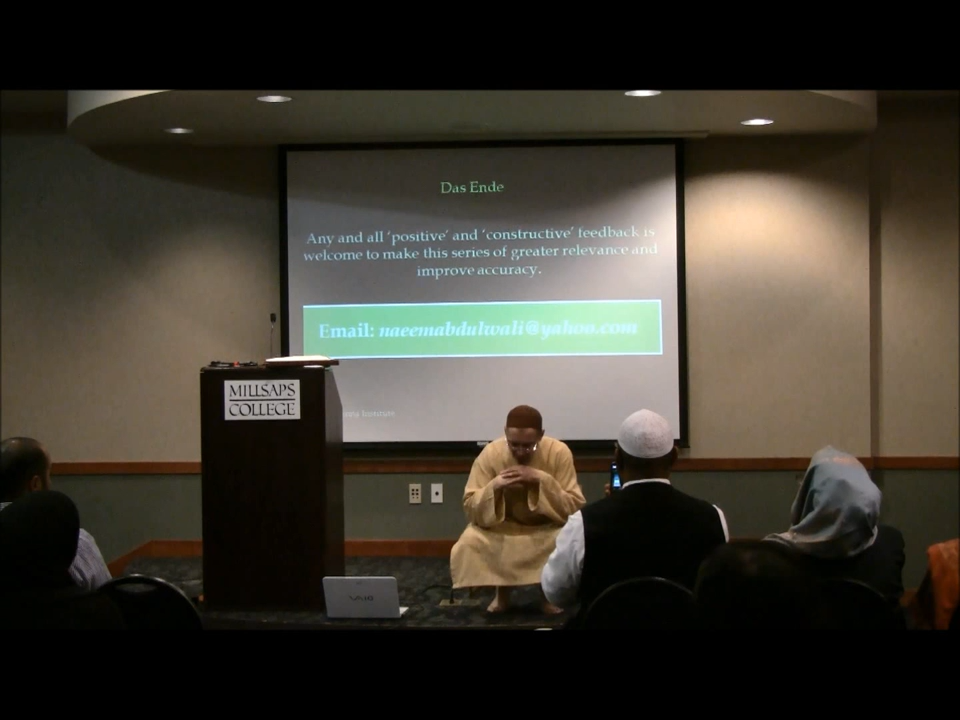 Das Ende
Any and all 'positive' and 'constructive' feedback is
welcome to make this series of greater relevance and
improve accuracy.
Email: naeemabdulwali@yahoo.com
MILLSAPS
COLLEGE